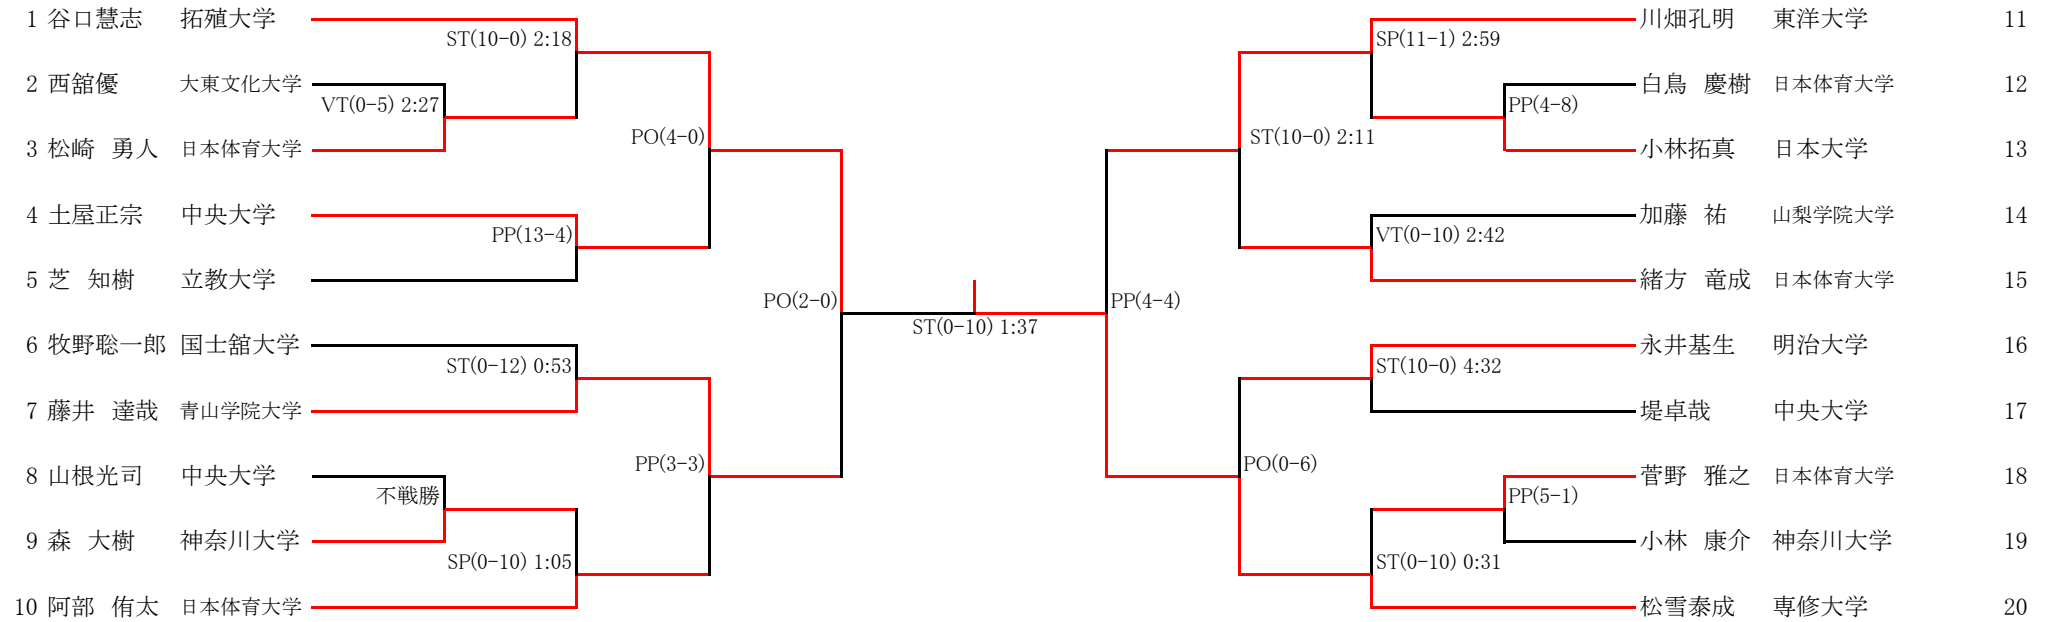 1 谷口慧志 拓殖大学
ST(10-0) 2:18
2 西舘優 大東文化大学
VT(0-5) 2:27
3 松崎 勇人 日本体育大学
PO(4-0)
4 土屋正宗 中央大学
PP(13-4)
5 芝 知樹 立教大学
PO(2-0)
6 牧野聡一郎 国士舘大学
ST(0-12) 0:53
7 藤井 達哉 青山学院大学
PP(3-3)
8 山根光司 中央大学
不戦勝
9 森 大樹 神奈川大学
SP(0-10) 1:05
10 阿部 侑太 日本体育大学
ST(0-10) 1:37
川畑孔明 東洋大学 11
SP(11-1) 2:59
白鳥 慶樹 日本体育大学 12
PP(4-8)
小林拓真 日本大学 13
ST(10-0) 2:11
加藤 祐 山梨学院大学 14
VT(0-10) 2:42
緒方 竜成 日本体育大学 15
PP(4-4)
永井基生 明治大学 16
ST(10-0) 4:32
堤卓哉 中央大学 17
PO(0-6)
菅野 雅之 日本体育大学 18
PP(5-1)
小林 康介 神奈川大学 19
ST(0-10) 0:31
松雪泰成 専修大学 20